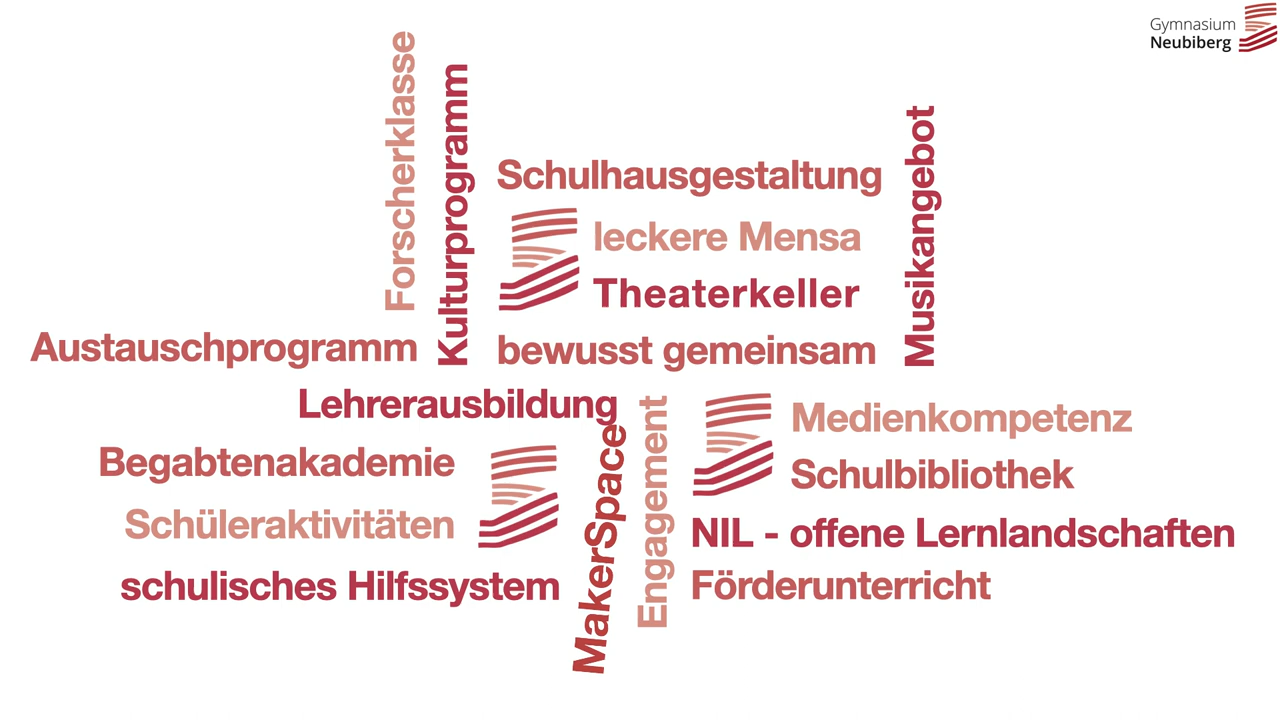 Gymnasium
Neubiberg
Forscherklasse
Kulturprogramm
Schulhausgestaltung
leckere Mensa
Theaterkeller
bewusst gemeinsam
Musikangebot
Austauschprogramm
Lehrerausbildung
Begabtenakademie
Schüleraktivitäten
schulisches Hilfssystem
MakerSpace
Engagement
Medienkompetenz
Schulbibliothek
NIL - offene Lernlandschaften
Förderunterricht